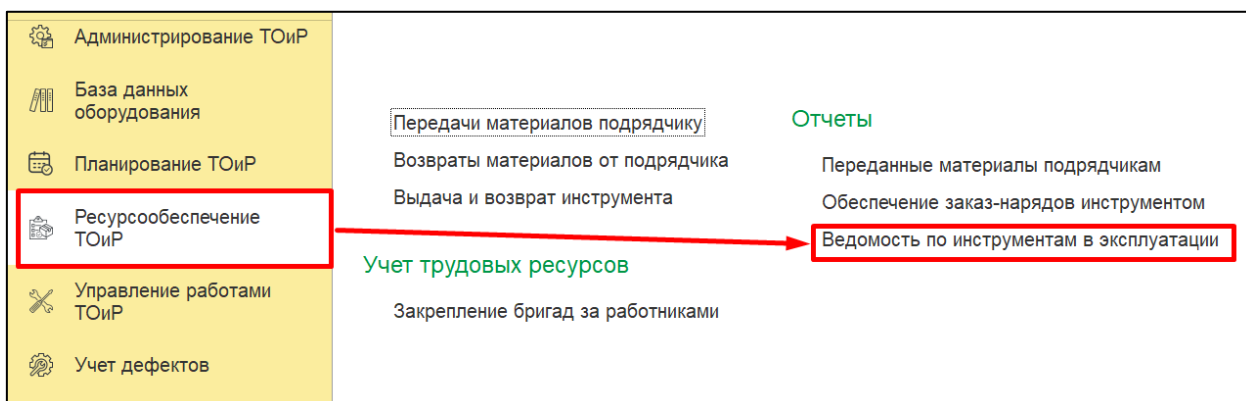 Администрирование ТОиР
База данных
оборудования
Планирование ТОиР
Ресурсообеспечение
ТОиР
Управление работами
ТОиР
Учет дефектов
Передачи материалов подрядчику
Возвраты материалов от подрядчика
Выдача и возврат инструмента
Учет трудовых ресурсов
Закрепление бригад за работниками
Отчеты
Переданные материалы подрядчикам
Обеспечение заказ-нарядов инструментом
Ведомость по инструментам в эксплуатации